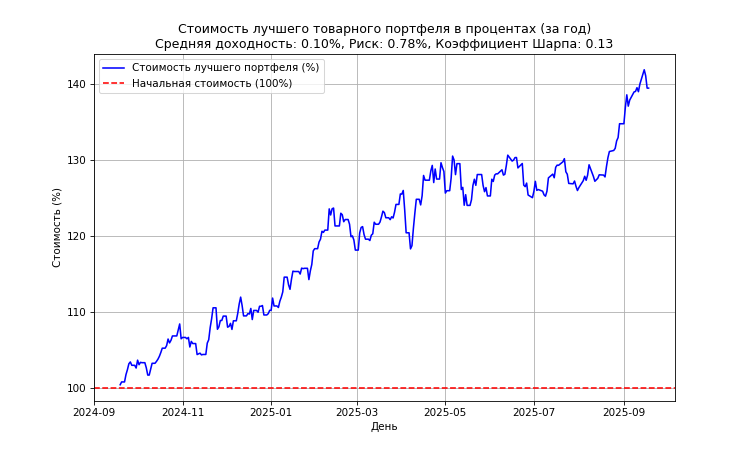 Стоимость лучшего товарного портфеля в процентах (за год)
Средняя доходность: 0.10%, Риск: 0.78%, Коэффициент Шарпа: 0.13
Стоимость лучшего портфеля (%)
Начальная стоимость (100%)
Стоимость (%)
140
130
120
110
100
2024-09
2024-11
2025-01
2025-03
2025-05
2025-07
2025-09
День